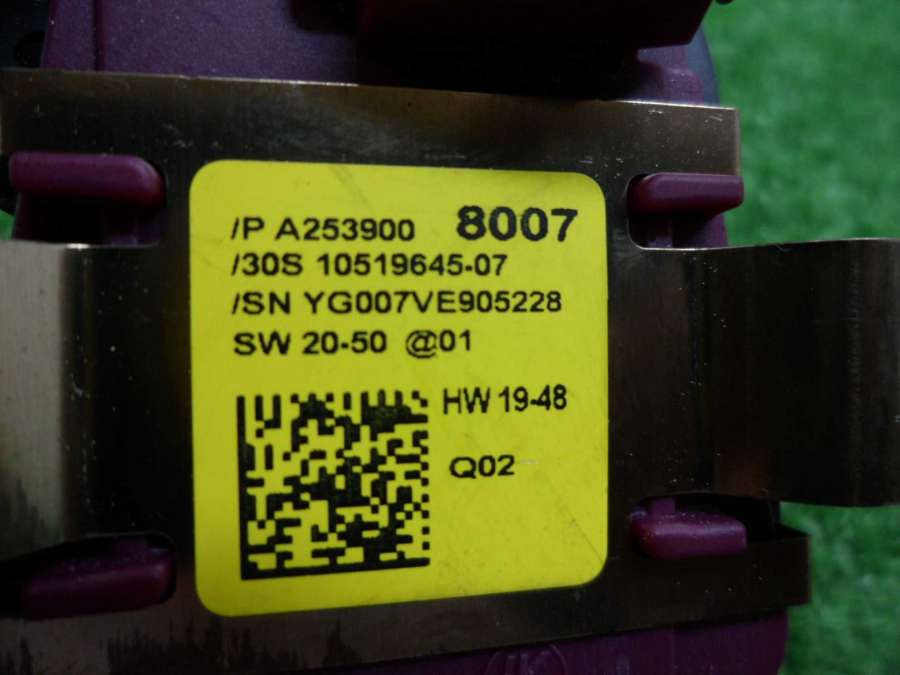 /P A253900 8007
/30S 10519645-07
/SN YG007VE905228
SW 20-50 @01
HW 19-48
Q02